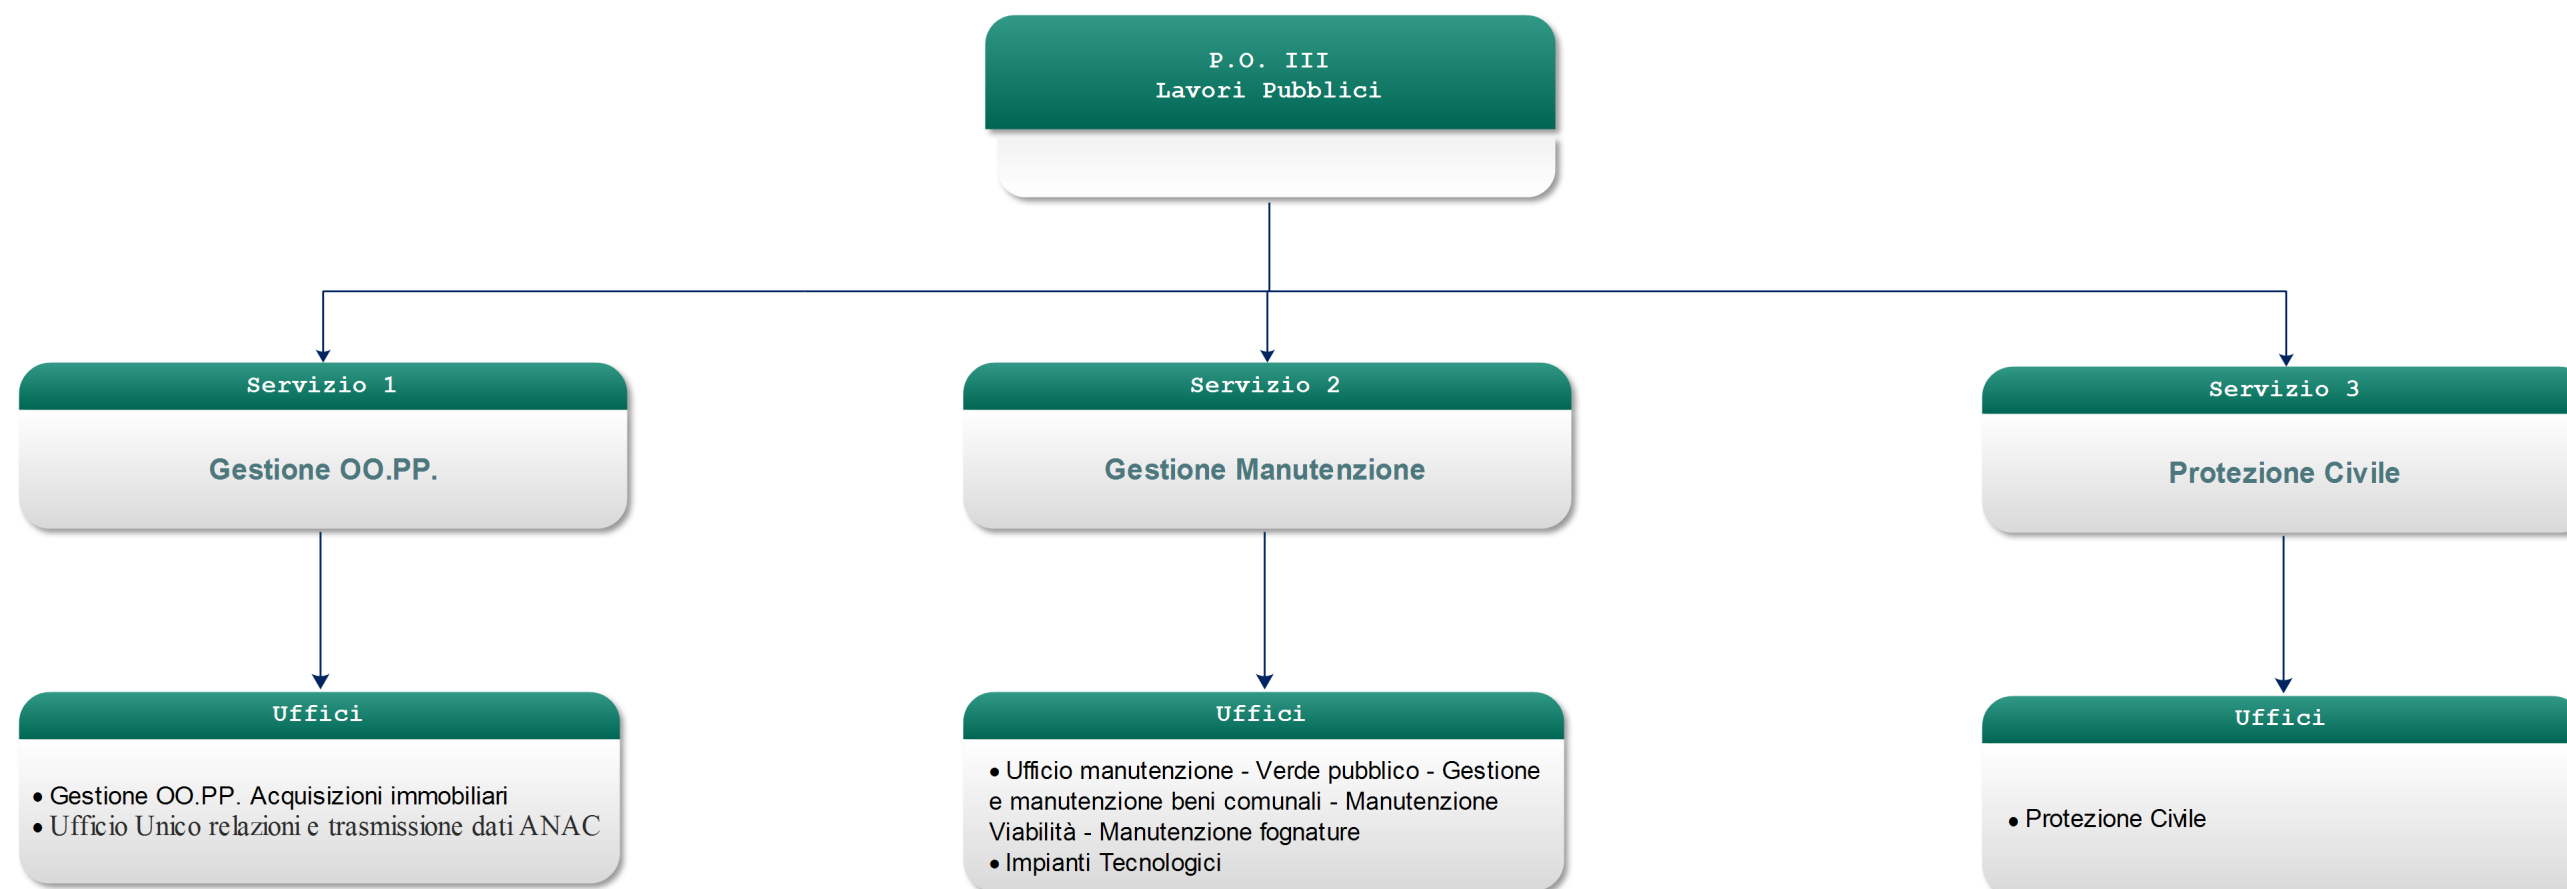 P.O. III
Lavori Pubblici
Servizio 1
Gestione OO.PP.
Servizio 2
Gestione Manutenzione
Servizio 3
Protezione Civile
Uffici
• Gestione OO.PP. Acquisizioni immobiliari
• Ufficio Unico relazioni e trasmissione dati ANAC
Uffici
• Ufficio manutenzione - Verde pubblico - Gestione
e manutenzione beni comunali - Manutenzione
Viabilità - Manutenzione fognature
• Impianti Tecnologici
Uffici
• Protezione Civile